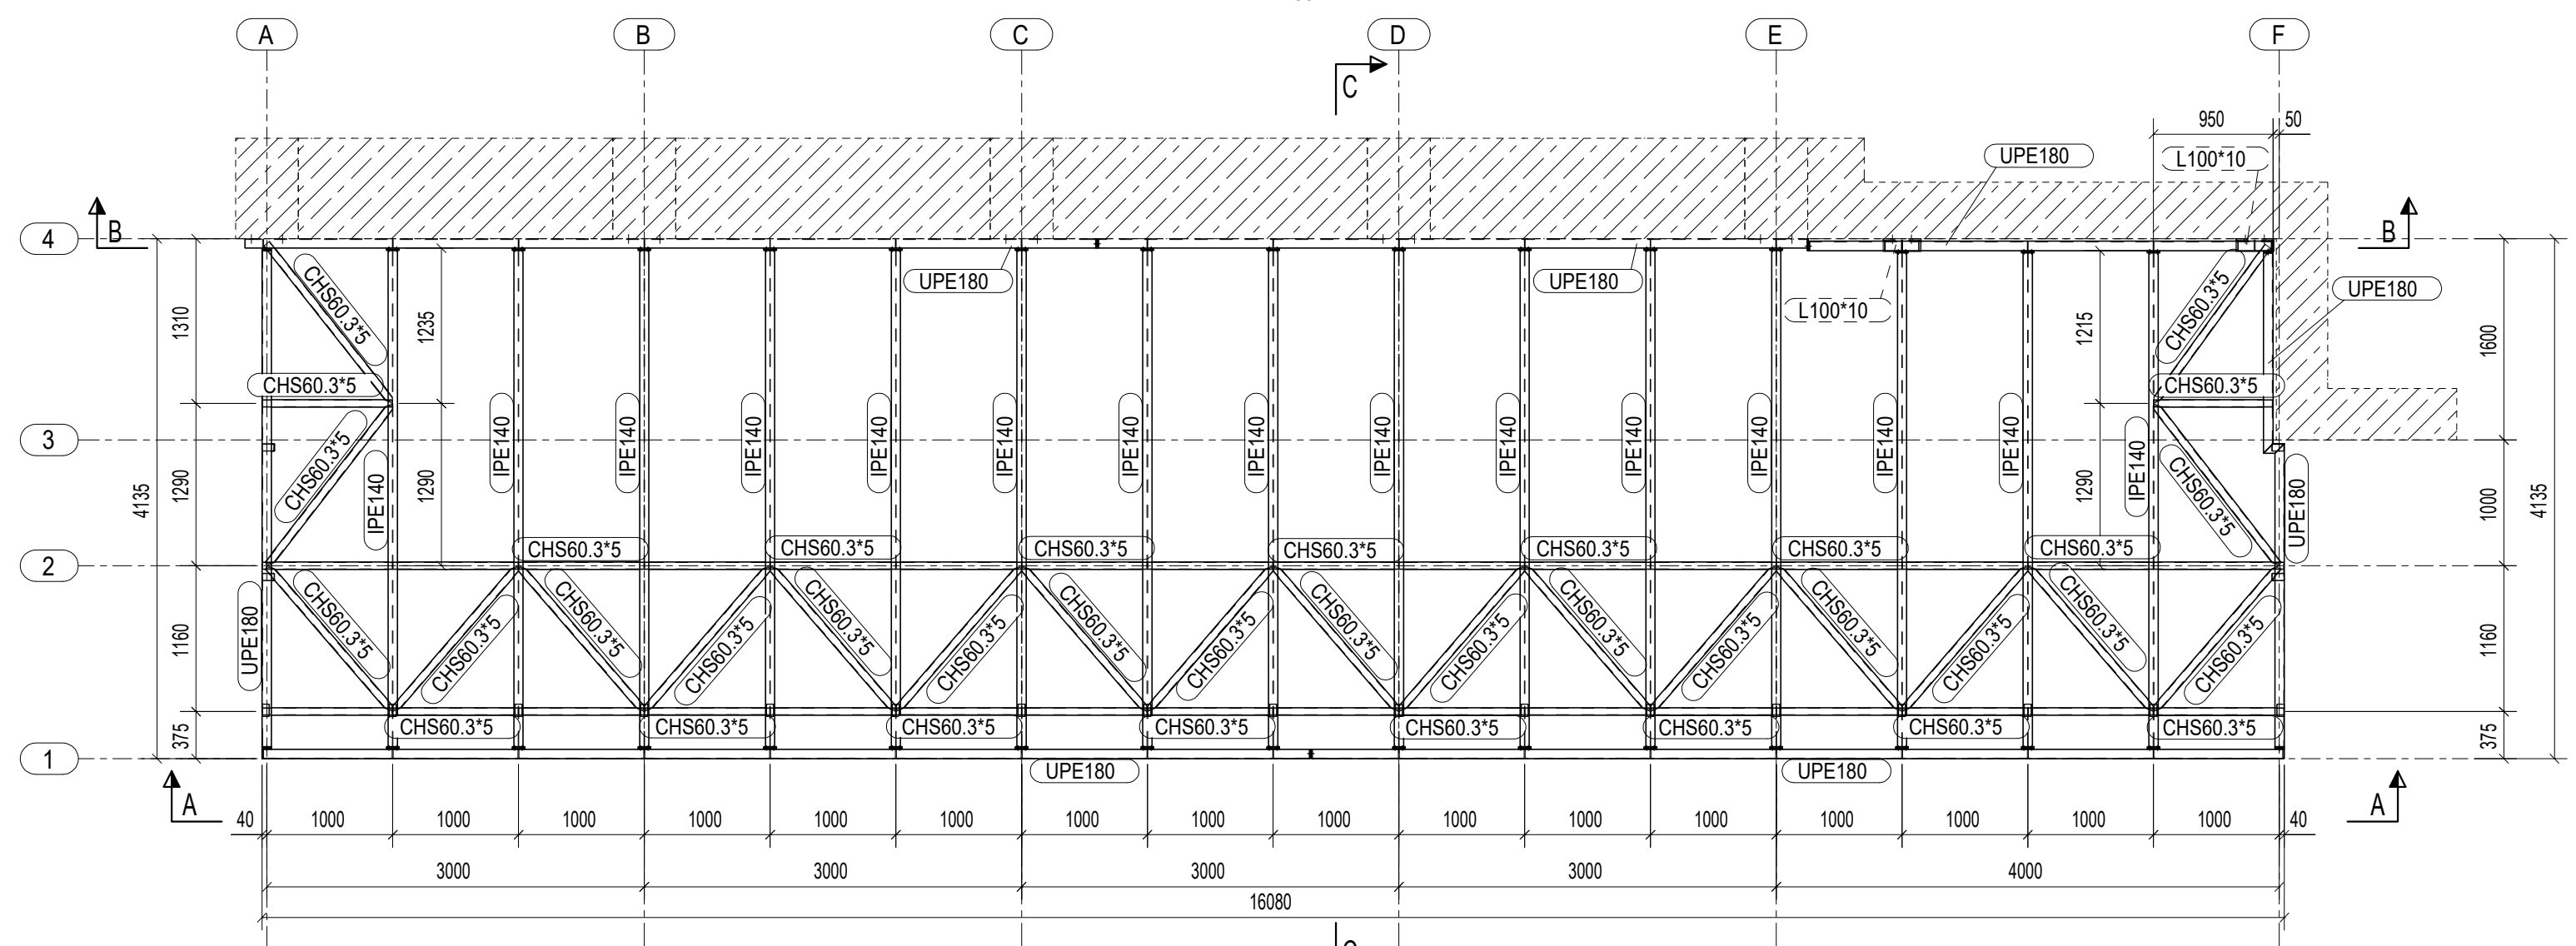 A B C D E F
C
950 50
UPE180 L100*10
B B
4 UPE180 UPE180 UPE180
L100*10
CHS60.3*5 CHS60.3*5
1310 1235 1215 1600
CHS60.3*5 CHS60.3*5
3
IPE140 IPE140 IPE140 IPE140 IPE140 IPE140 IPE140 IPE140 IPE140 IPE140 IPE140 IPE140 IPE140 IPE140 IPE140
CHS60.3*5 CHS60.3*5
4135 1290 1290 1290 1000 4135
UPE180
CHS60.3*5 CHS60.3*5 CHS60.3*5 CHS60.3*5 CHS60.3*5 CHS60.3*5 CHS60.3*5
2
UPE180
1160 1160
CHS60.3*5 CHS60.3*5 CHS60.3*5 CHS60.3*5 CHS60.3*5 CHS60.3*5 CHS60.3*5 CHS60.3*5 CHS60.3*5 CHS60.3*5 CHS60.3*5 CHS60.3*5 CHS60.3*5 CHS60.3*5 CHS60.3*5 CHS60.3*5
CHS60.3*5 CHS60.3*5 CHS60.3*5 CHS60.3*5 CHS60.3*5 CHS60.3*5 CHS60.3*5 CHS60.3*5
375 375
1
UPE180 UPE180
A A
40 1000 1000 1000 1000 1000 1000 1000 1000 1000 1000 1000 1000 1000 1000 1000 1000 40
3000 3000 3000 3000 4000
16080